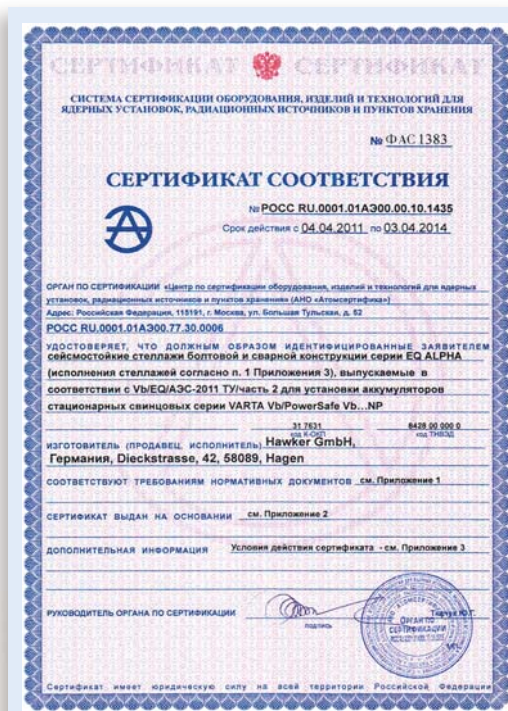 СЕРТИФИКАТ СЕРТИФИКАТ
СИСТЕМА СЕРТИФИКАЦИИ ОБОРУДОВАНИЯ, ИЗДЕЛИЙ И ТЕХНОЛОГИЙ ДЛЯ
ЯДЕРНЫХ УСТАНОВОК, РАДИАЦИОННЫХ ИСТОЧНИКОВ И ПУНКТОВ ХРАНЕНИЯ
№ ФАС 1383
СЕРТИФИКАТ СООТВЕТСТВИЯ
№ РОСС RU.0001.01АЭ00.00.10.1435
Срок действия с 04.04.2011 по 03.04.2014
ОРГАН ПО СЕРТИФИКАЦИИ «Центр по сертификации оборудования, изделий и технологий для ядерных
установок, радиационных источников и пунктов хранения» (АНО «Атомсертифика»)
Адрес: Российская Федерация, 115191, г. Москва, ул. Большая Тульская, д. 52
РОСС RU.0001.01АЭ00.77.30.0006
УДОСТОВЕРЯЕТ, ЧТО ДОЛЖНЫМ ОБРАЗОМ ИДЕНТИФИЦИРОВАННЫЕ ЗАЯВИТЕЛЕМ
сейсмостойкие стеллажи болтовой и сварной конструкции серии EQ ALPHA
(исполнения стеллажей согласно п. 1 Приложения 3), выпускаемые в
соответствии с Vb/EQ/АЭС-2011 ТУ/часть 2 для установки аккумуляторов
стационарных свинцовых серии VARTA Vb/PowerSafe Vb...NP
31 7631 8428 00 000 0
код К-ОКП код ТНВЭД
ИЗГОТОВИТЕЛЬ (ПРОДАВЕЦ, ИСПОЛНИТЕЛЬ) Hawker GmbH,
Германия, Dieckstrasse, 42, 58089, Hagen
СООТВЕТСТВУЮТ ТРЕБОВАНИЯМ НОРМАТИВНЫХ ДОКУМЕНТОВ см. Приложение 1
СЕРТИФИКАТ ВЫДАН НА ОСНОВАНИИ см. Приложение 2
ДОПОЛНИТЕЛЬНАЯ ИНФОРМАЦИЯ Условия действия сертификата - см. Приложение 3
РУКОВОДИТЕЛЬ ОРГАНА ПО СЕРТИФИКАЦИИ
подпись
ОРГАН ПО
СЕРТИФИКАЦИИ
М.П.
Сертификат имеет юридическую силу на всей территории Российской Федерации